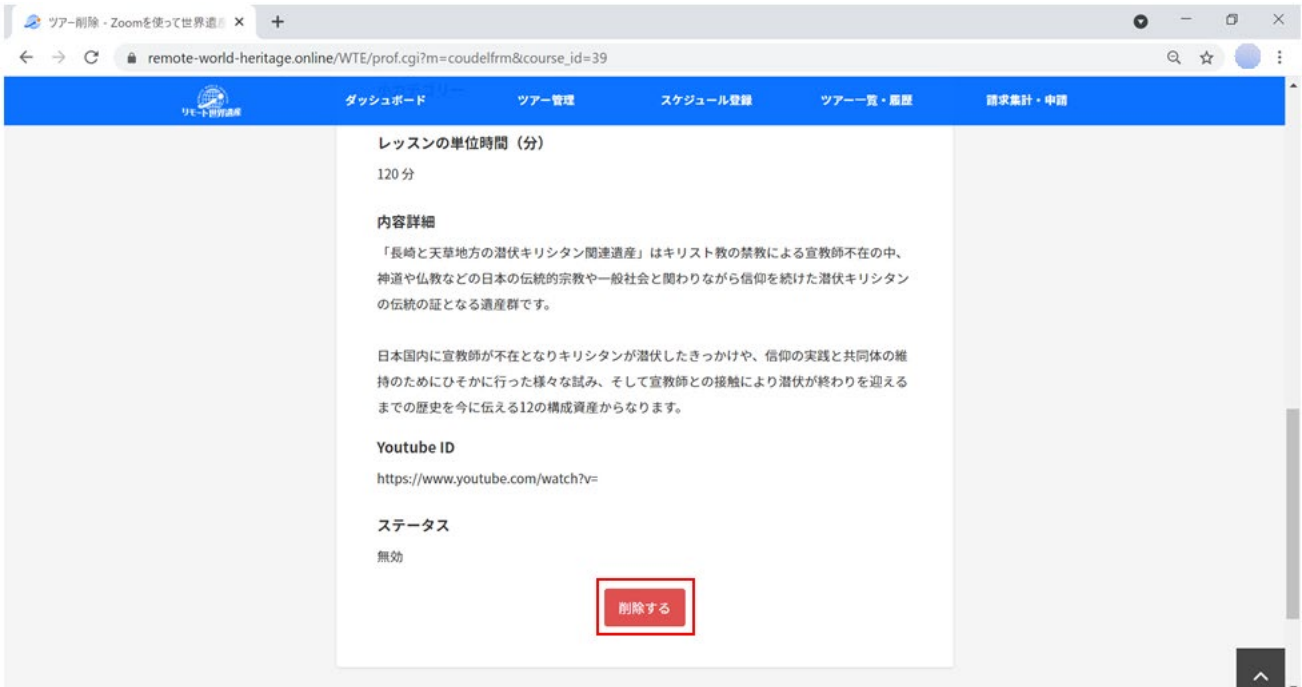 ツアー削除 - Zoomを使って世界遺産
remote-world-heritage.online/WTE/prof.cgi?m=coudelfrm&course_id=39
リモート世界遺産
ダッシュボード
ツアー管理
スケジュール登録
ツアー一覧・履歴
請求集計・申請
小カテゴリー
レッスンの単位時間（分）
120 分
内容詳細
「長崎と天草地方の潜伏キリシタン関連遺産」はキリスト教の禁教による宣教師不在の中、
神道や仏教などの日本の伝統的宗教や一般社会と関わりながら信仰を続けた潜伏キリシタン
の伝統の証となる遺産群です。
日本国内に宣教師が不在となりキリシタンが潜伏したきっかけや、信仰の実践と共同体の維
持のためにひそかに行った様々な試み、そして宣教師との接触により潜伏が終わりを迎える
までの歴史を今に伝える12の構成資産からなります。
Youtube ID
https://www.youtube.com/watch?v=
ステータス
無効
削除する